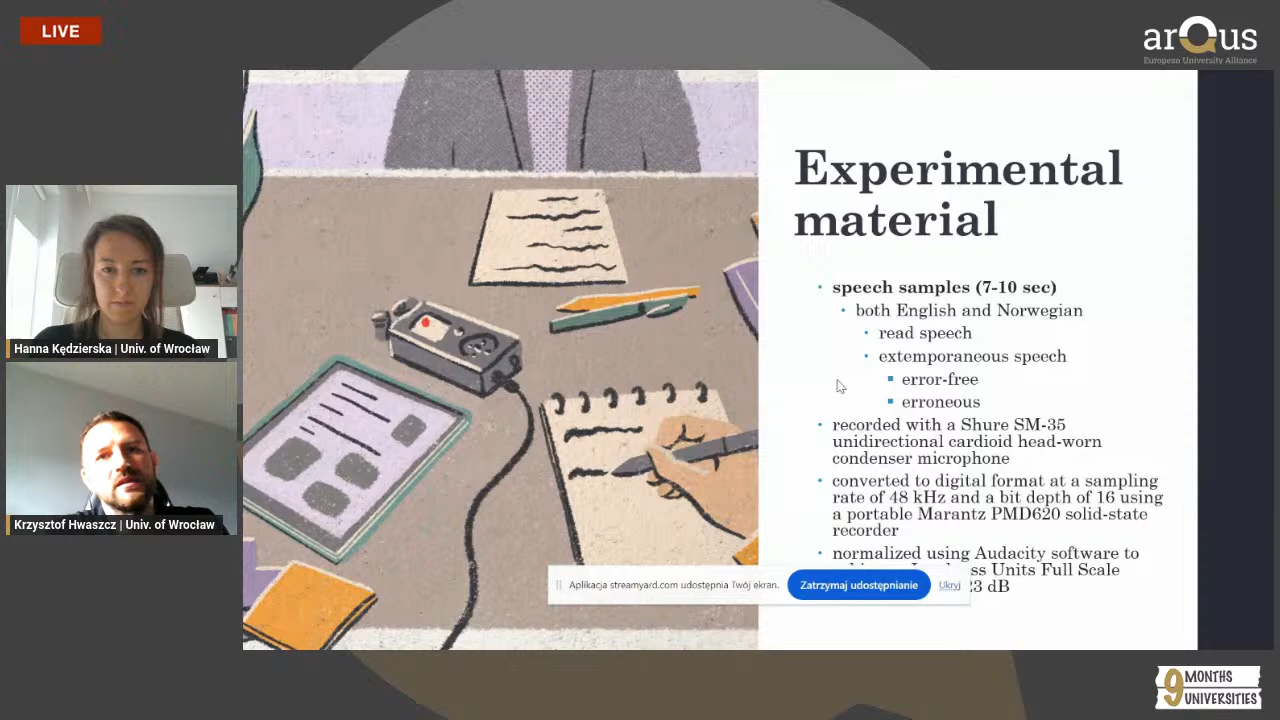 LIVE
arQus
European University Alliance
Experimental
material
speech samples (7-10 sec)
both English and Norwegian
read speech
extemporaneous speech
error-free
erroneous
recorded with a Shure SM-35
unidirectional cardioid head-worn
condenser microphone
converted to digital format at a sampling
rate of 48 kHz and a bit depth of 16 using
a portable Marantz PMD620 solid-state
recorder
normalized using Audacity software to
Units Full Scale
23 dB
Aplikacja streamyard.com udostępnia Twój ekran.
Zatrzymaj udostępnianie
Ukryj
Hanna Kędzierska | Univ. of Wrocław
Krzysztof Hwaszcz | Univ. of Wrocław
9 MONTHS
UNIVERSITIES